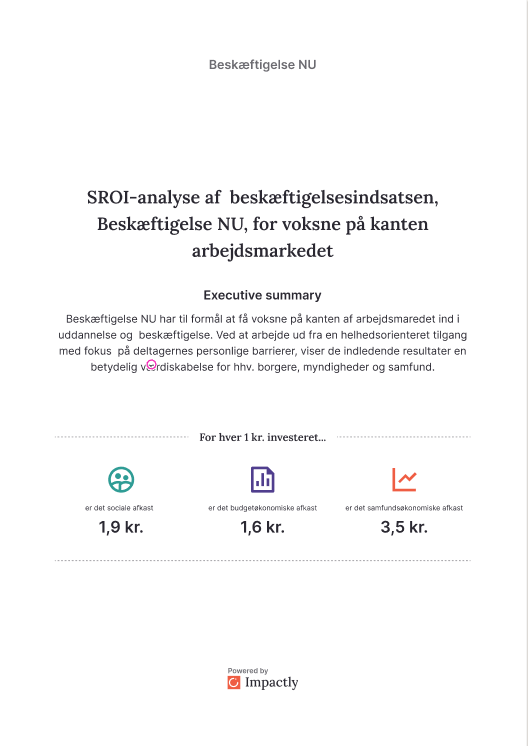 Beskæftigelse NU
SROI-analyse af  beskæftigelsesindsatsen,
Beskæftigelse NU, for voksne på kanten
arbejdsmarkedet
Executive summary
Beskæftigelse NU har til formål at få voksne på kanten af arbejdsmaredet ind i
uddannelse og  beskæftigelse. Ved at arbejde ud fra en helhedsorienteret tilgang
med fokus  på deltagernes personlige barrierer, viser de indledende resultater en
betydelig værdiskabelse for hhv. borgere, myndigheder og samfund.
For hver 1 kr. investeret...
er det sociale afkast
1,9 kr.
er det budgetøkonomiske afkast
1,6 kr.
er det samfundsøkonomiske afkast
3,5 kr.
Powered by
Impactly